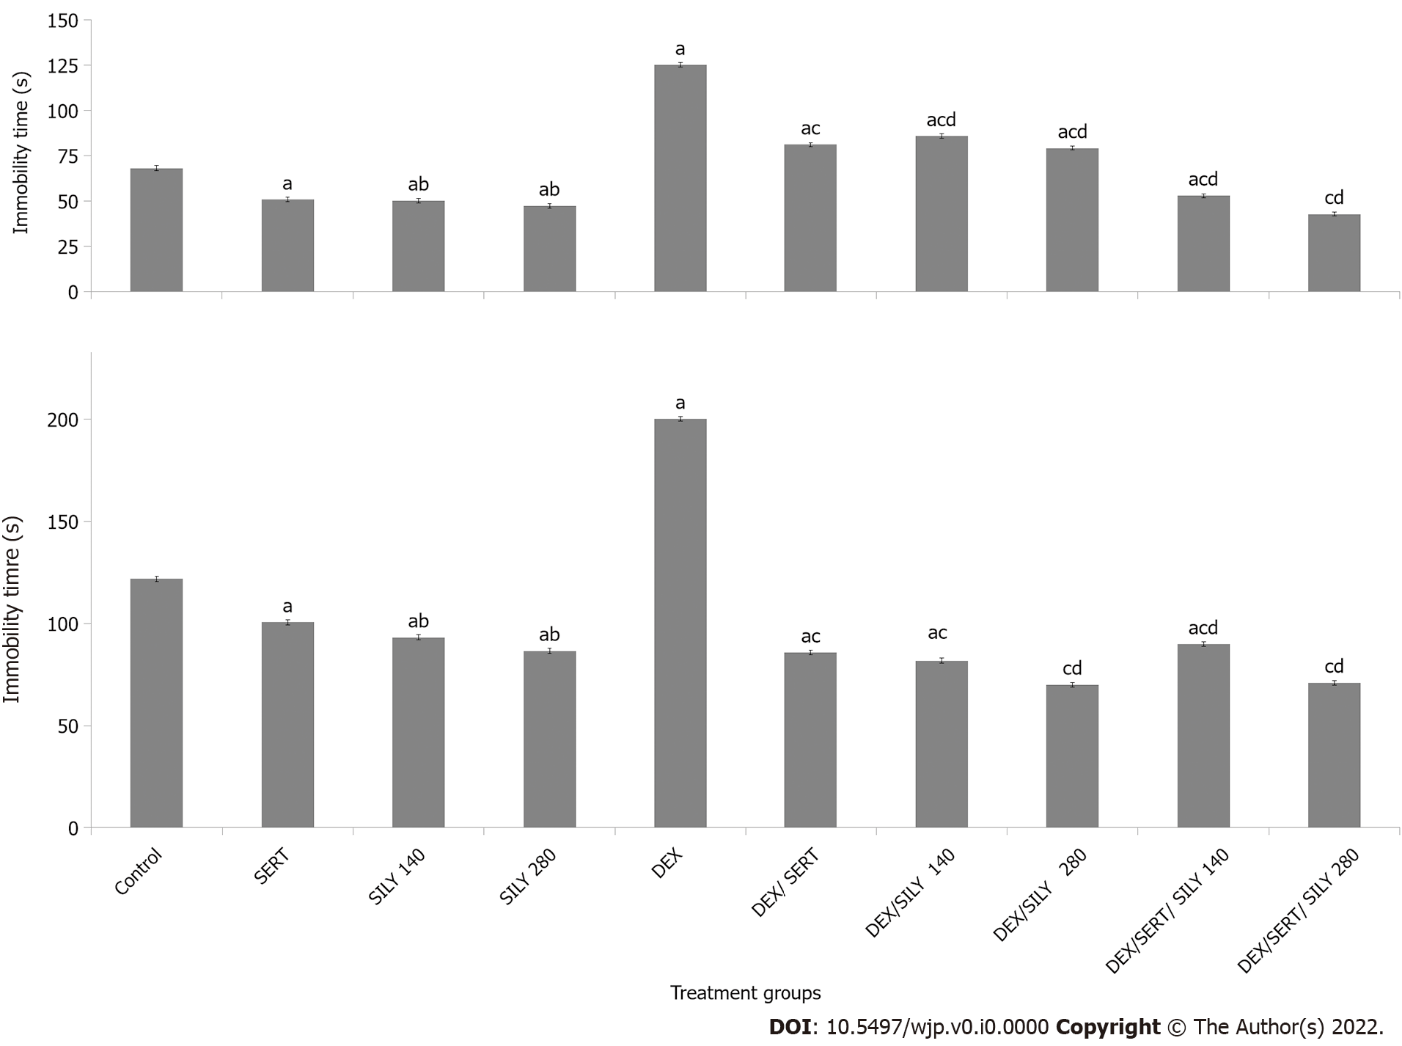 150
125
100
75
50
25
0
Immobility time (s)
a
ab
ab
a
ac
acd
acd
acd
cd
200
150
100
50
0
Immobility timre (s)
a
ab
ab
a
ac
ac
cd
acd
cd
Control
SERT
SILY 140
SILY 280
DEX
DEX/ SERT
DEX/SILY 140
DEX/SILY 280
DEX/SERT/ SILY 140
DEX/SERT/ SILY 280
Treatment groups
DOI: 10.5497/wjp.v0.i0.0000 Copyright © The Author(s) 2022.